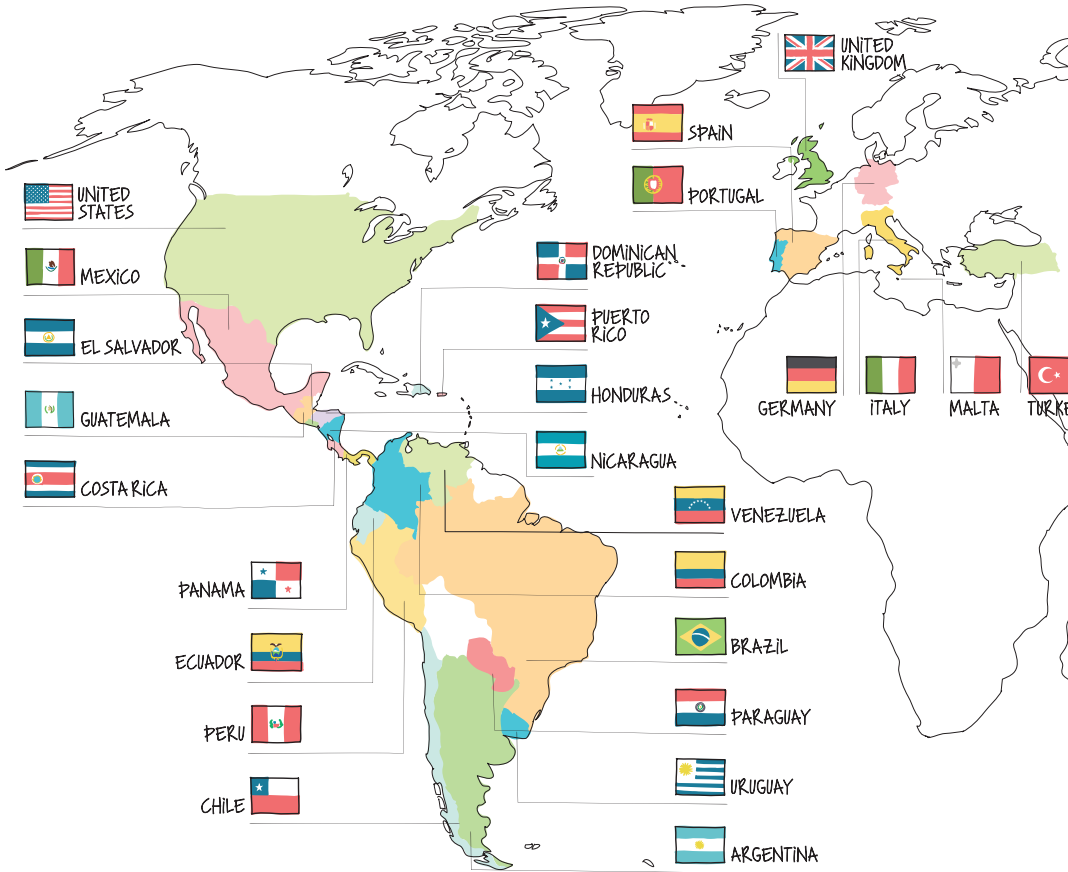 UNITED
KINGDOM
SPAIN
PORTUGAL
UNITED
STATES
MEXICO
EL SALVADOR
GUATEMALA
COSTA RICA
DOMINICAN
REPUBLIC
PUERTO
RICO
HONDURAS
NICARAGUA
GERMANY
ITALY
MALTA
TURKE
VENEZUELA
COLOMBIA
BRAZIL
PARAGUAY
URUGUAY
ARGENTINA
PANAMA
ECUADOR
PERU
CHILE